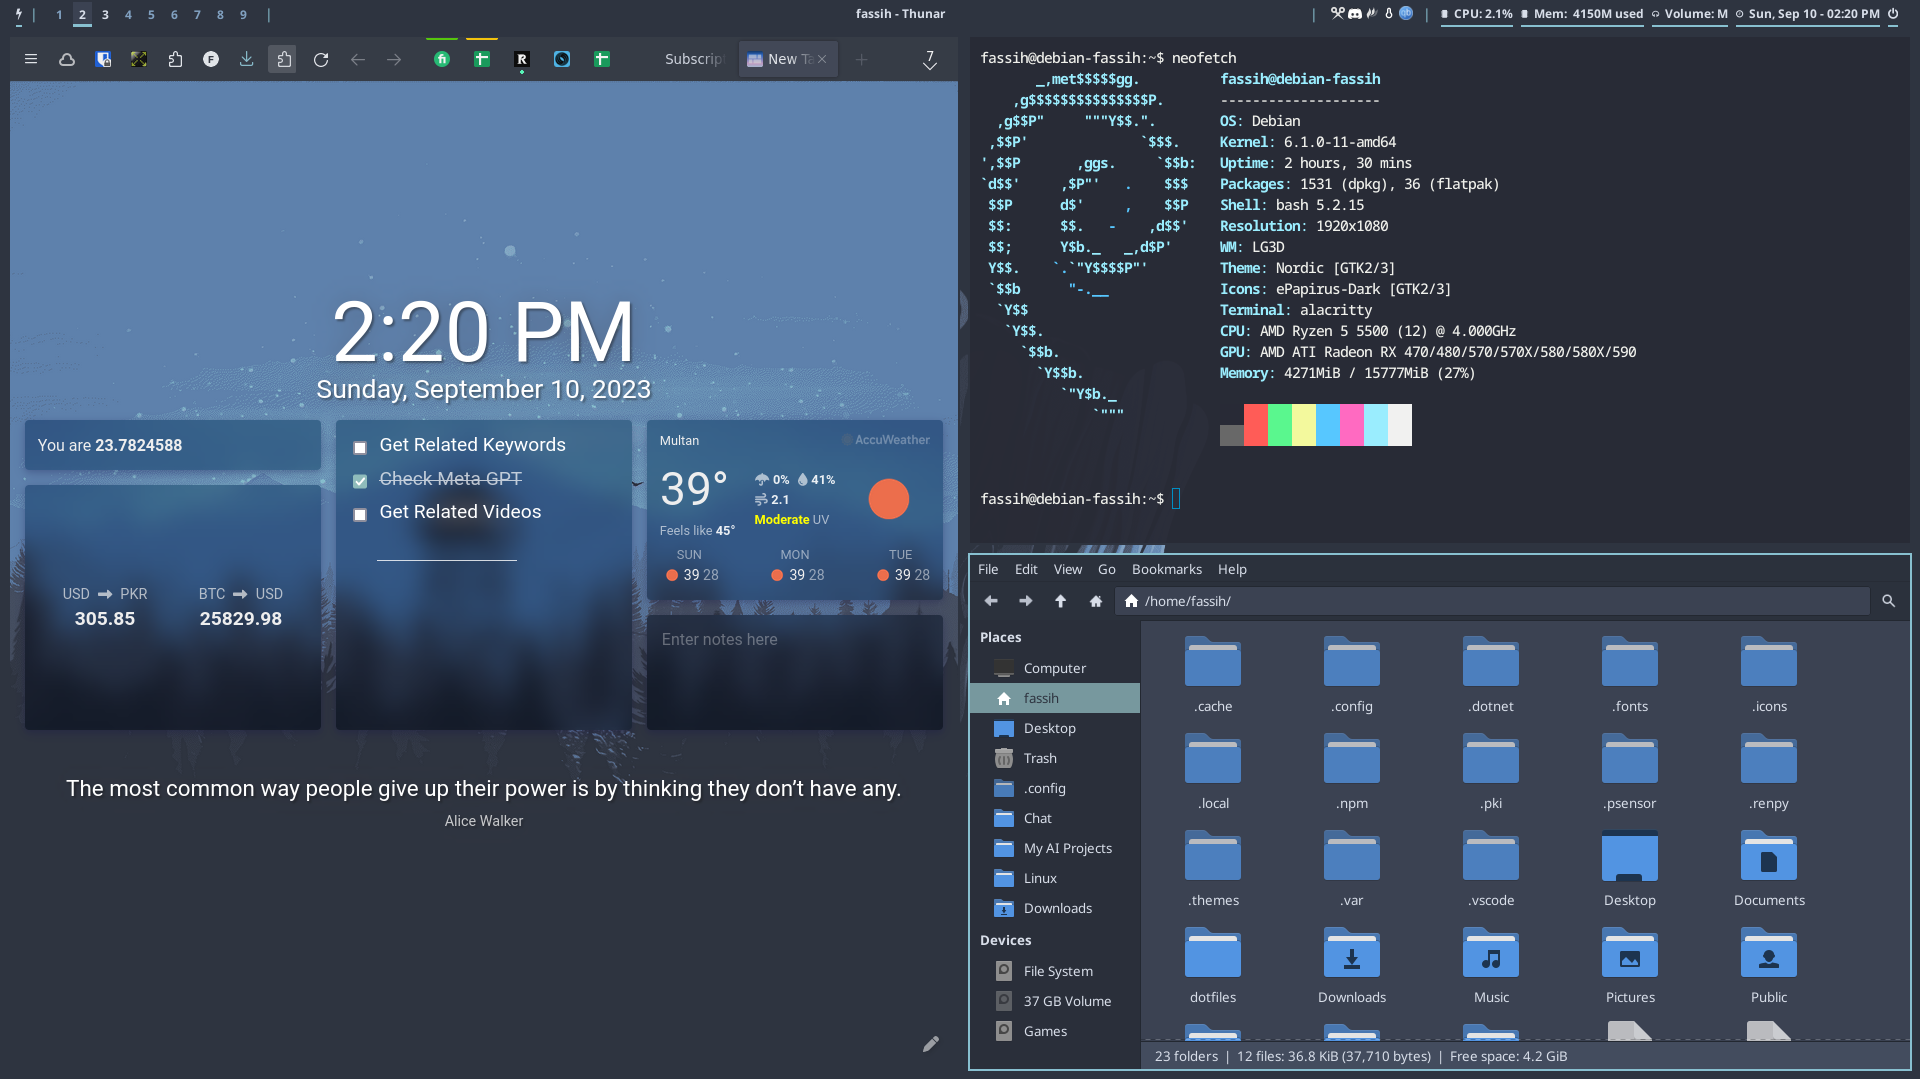 1 2 3 4 5 6 7 8 9
fassih - Thunar
CPU: 2.1% Mem: 4150M used Volume: M Sun, Sep 10 - 02:20 PM
Subscrip New Ta 7
2:20 PM
Sunday, September 10, 2023
You are 23.7824588
USD PKR
305.85
BTC USD
25829.98
Get Related Keywords
Check Meta GPT
Get Related Videos
Multan AccuWeather
39° 0% 41%
2.1
Feels like 45° Moderate UV
SUN MON TUE
39 28 39 28 39 28
Enter notes here
The most common way people give up their power is by thinking they don’t have any.
Alice Walker
fassih@debian-fassih:~$ neofetch
_,met$$$$$gg.
,g$$$$$$$$$$$$$$$P.
,g$$P"     """Y$$.".
,$$P'              `$$$.
',$$P       ,ggs.     `$$b:
`d$$'     ,$P"'   .    $$$
$$P      d$'     ,    $$P
$$:      $$.   -    ,d$$'
$$;      Y$b._   _,d$P'
Y$$.    `.`"Y$$$$P"'
`$$b      "-.__
`Y$$
`Y$$.
`$$b.
`Y$$b.
`"Y$b._
`"""
fassih@debian-fassih
--------------------
OS: Debian
Kernel: 6.1.0-11-amd64
Uptime: 2 hours, 30 mins
Packages: 1531 (dpkg), 36 (flatpak)
Shell: bash 5.2.15
Resolution: 1920x1080
WM: LG3D
Theme: Nordic [GTK2/3]
Icons: ePapirus-Dark [GTK2/3]
Terminal: alacritty
CPU: AMD Ryzen 5 5500 (12) @ 4.000GHz
GPU: AMD ATI Radeon RX 470/480/570/570X/580/580X/590
Memory: 4271MiB / 15777MiB (27%)
fassih@debian-fassih:~$
File Edit View Go Bookmarks Help
/home/fassih/
Places
Computer
fassih
Desktop
Trash
.config
Chat
My AI Projects
Linux
Downloads
Devices
File System
37 GB Volume
Games
.cache .config .dotnet .fonts .icons
.local .npm .pki .psensor .renpy
.themes .var .vscode Desktop Documents
dotfiles Downloads Music Pictures Public
23 folders | 12 files: 36.8 KiB (37,710 bytes) | Free space: 4.2 GiB